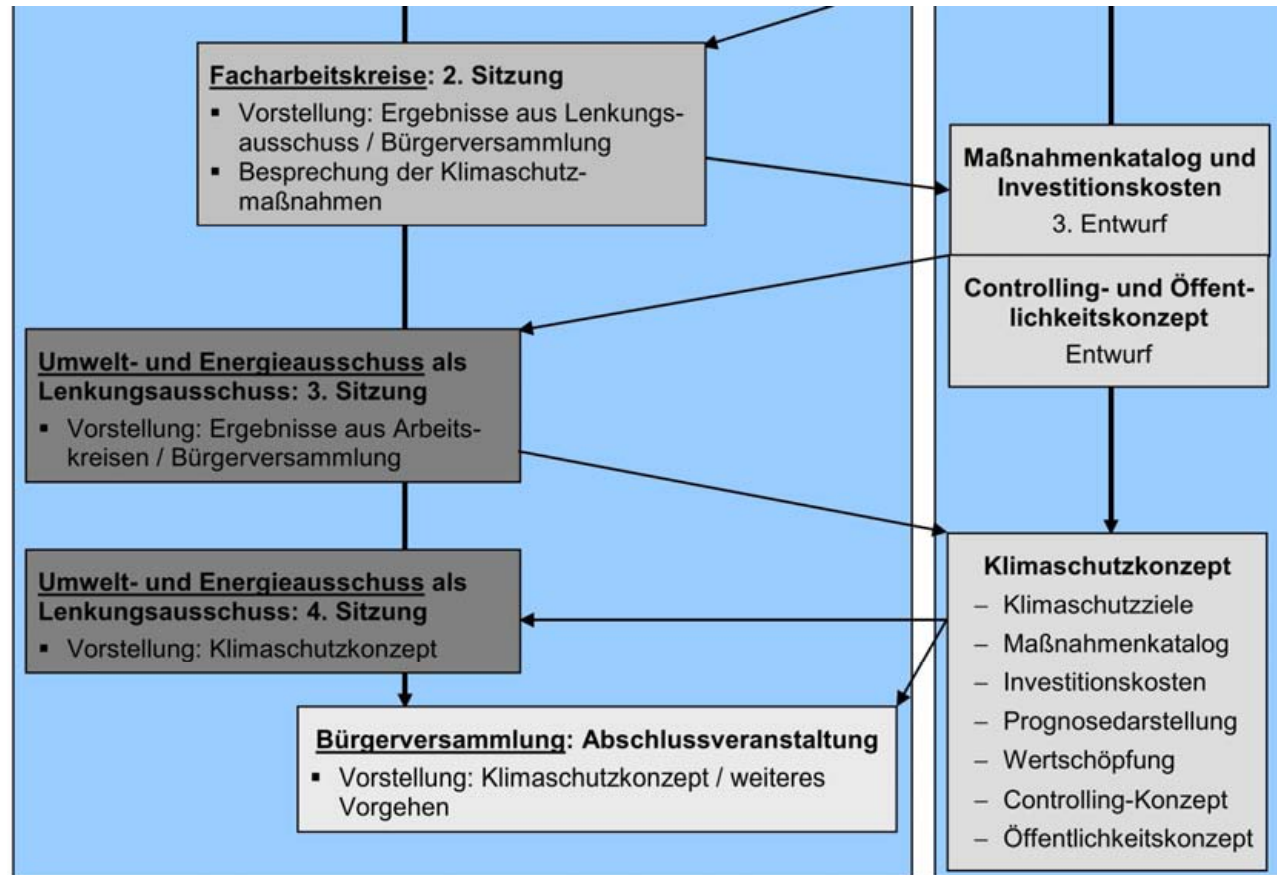 Facharbeitskreise: 2. Sitzung
▪ Vorstellung: Ergebnisse aus Lenkungs-
ausschuss / Bürgerversammlung
▪ Besprechung der Klimaschutz-
maßnahmen
Maßnahmenkatalog und
Investitionskosten
3. Entwurf
Controlling- und Öffent-
lichkeitskonzept
Entwurf
Umwelt- und Energieausschuss als
Lenkungsausschuss: 3. Sitzung
▪ Vorstellung: Ergebnisse aus Arbeits-
kreisen / Bürgerversammlung
Umwelt- und Energieausschuss als
Lenkungsausschuss: 4. Sitzung
▪ Vorstellung: Klimaschutzkonzept
Klimaschutzkonzept
– Klimaschutzziele
– Maßnahmenkatalog
– Investitionskosten
– Prognosedarstellung
– Wertschöpfung
– Controlling-Konzept
– Öffentlichkeitskonzept
Bürgerversammlung: Abschlussveranstaltung
▪ Vorstellung: Klimaschutzkonzept / weiteres
Vorgehen